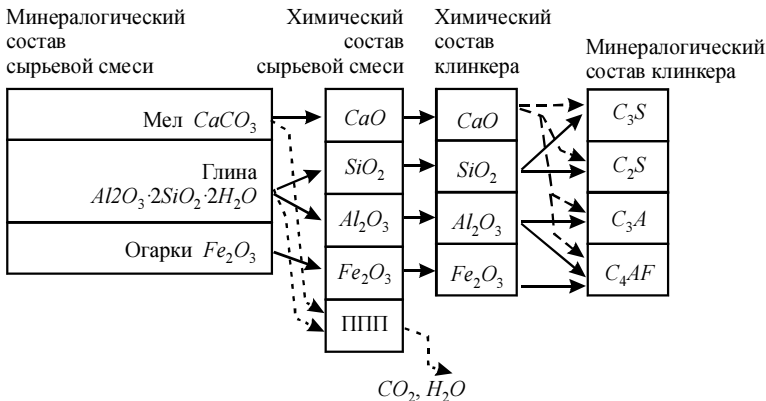 Минералогический
состав
сырьевой смеси
Химический
состав
сырьевой смеси
Химический
состав
клинкера
Минералогический
состав клинкера
Мел CaCO₃
Глина
Al2O₃·2SiO₂·2H₂O
Огарки Fe₂O₃
CaO
SiO₂
Al₂O₃
Fe₂O₃
ППП
CO₂, H₂O
CaO
SiO₂
Al₂O₃
Fe₂O₃
C₃S
C₂S
C₃A
C₄AF